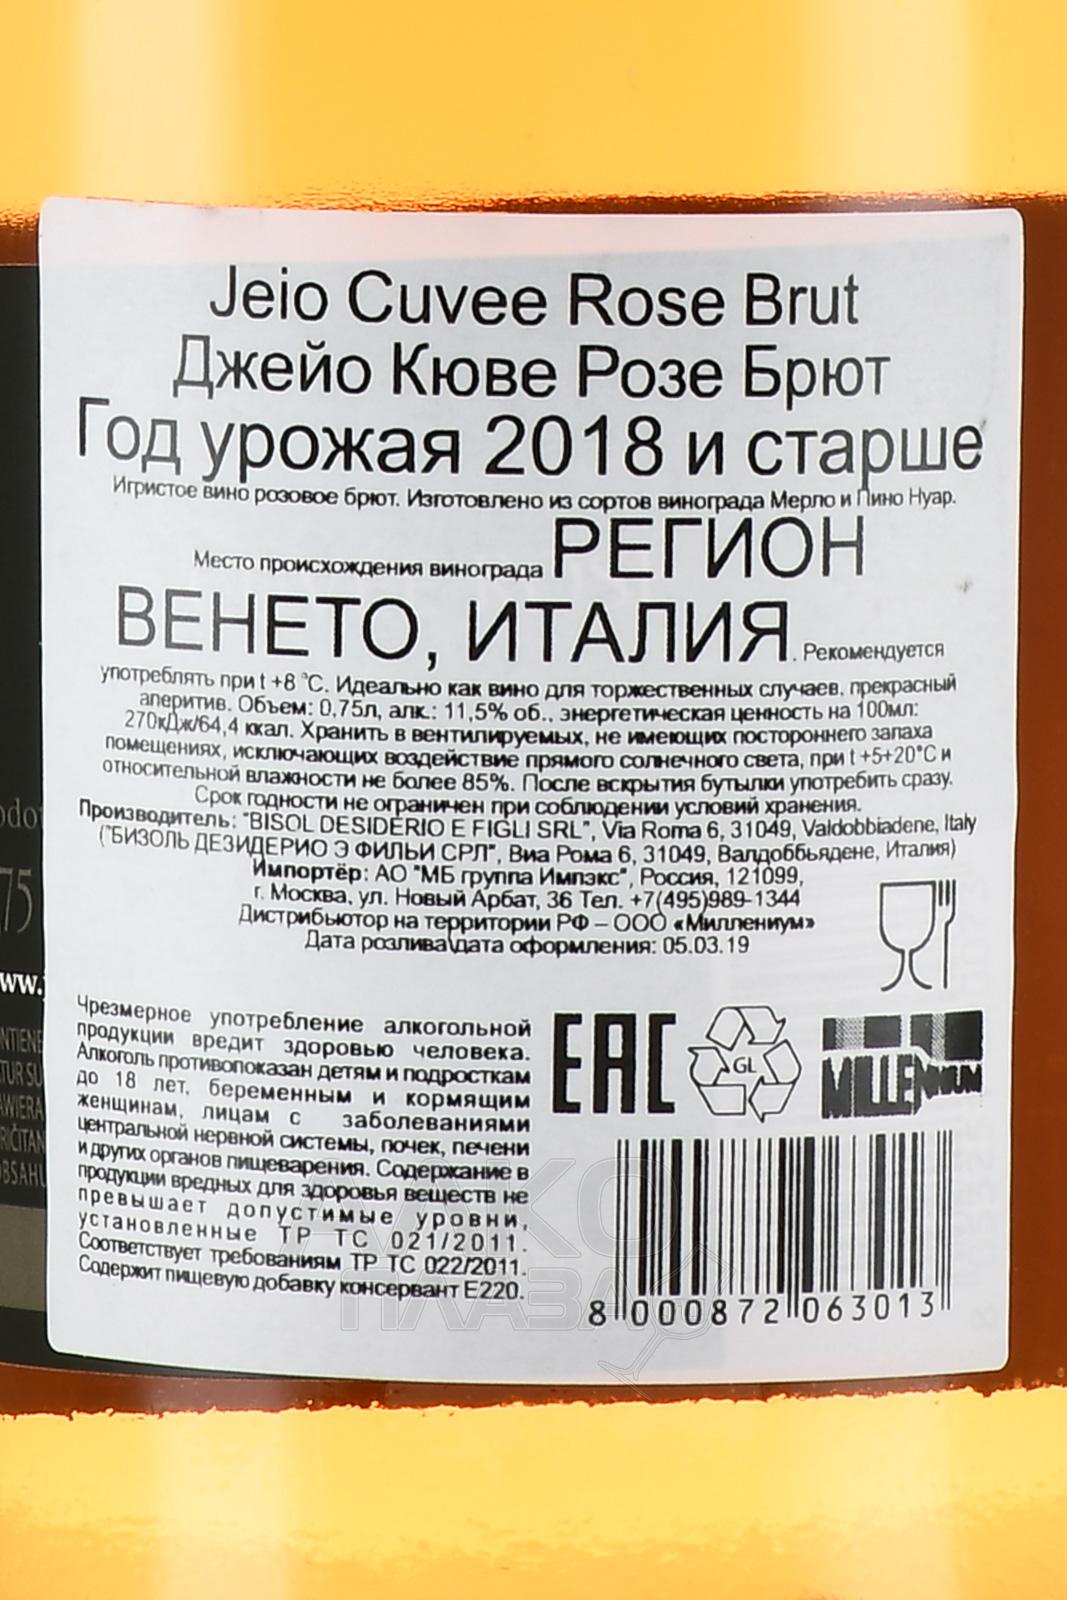 Jeio Cuvee Rose Brut
Джейо Кюве Розе Брют
Год урожая 2018 и старше
Игристое вино розовое брют. Изготовлено из сортов винограда Мерло и Пино Нуар.
Место происхождения винограда РЕГИОН
ВЕНЕТО, ИТАЛИЯ. Рекомендуется
употреблять при t +8 °С. Идеально как вино для торжественных случаев, прекрасный
аперитив. Объем: 0,75л, алк.: 11,5% об., энергетическая ценность на 100мл:
270кДж/64,4 ккал. Хранить в вентилируемых, не имеющих постороннего запаха
помещениях, исключающих воздействие прямого солнечного света, при t +5+20°С и
относительной влажности не более 85%. После вскрытия бутылки употребить сразу.
Срок годности не ограничен при соблюдении условий хранения.
Производитель: "BISOL DESIDERIO E FIGLI SRL", Via Roma 6, 31049, Valdobbiadene, Italy
("БИЗОЛЬ ДЕЗИДЕРИО Э ФИЛЬИ СРЛ", Виа Рома 6, 31049, Валдоббьядене, Италия)
Импортёр: АО "МБ группа Импэкс", Россия, 121099,
г. Москва, ул. Новый Арбат, 36 Тел. +7(495)989-1344
Дистрибьютор на территории РФ – ООО «Миллениум»
Дата розлива\дата оформления: 05.03.19
Чрезмерное употребление алкогольной
продукции вредит здоровью человека.
Алкоголь противопоказан детям и подросткам
до 18 лет, беременным и кормящим
женщинам, лицам с заболеваниями
центральной нервной системы, почек, печени
и других органов пищеварения. Содержание в
продукции вредных для здоровья веществ не
превышает допустимые уровни,
установленные ТР ТС 021/2011.
Соответствует требованиям ТР ТС 022/2011.
Содержит пищевую добавку консервант Е220.
EAC
GL
MILLENNIUM
8 000872 063013
АЛКО
ПЛАЗА
75